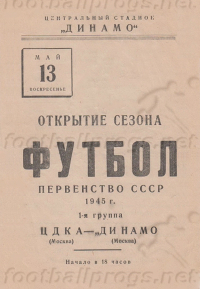 ЦЕНТРАЛЬНЫЙ СТАДИОН
„ДИНАМО“
МАЙ
13
ВОСКРЕСЕНЬЕ
ОТКРЫТИЕ СЕЗОНА
ФУТБОЛ
ПЕРВЕНСТВО СССР
1945 г.
1-я группа
ЦДКА—„ДИНАМО
(Москва) (Москва)
Начало в 18 часов